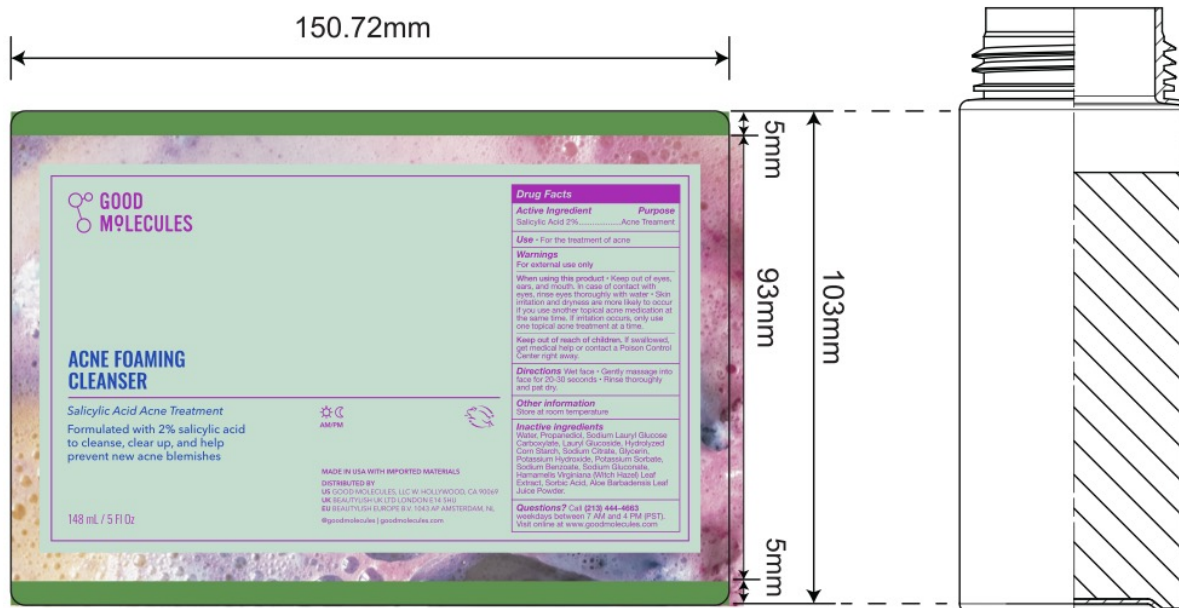 150.72mm
GOOD
MOLECULES
ACNE FOAMING
CLEANSER
Salicylic Acid Acne Treatment
Formulated with 2% salicylic acid
to cleanse, clear up, and help
prevent new acne blemishes
148 mL / 5 Fl Oz
AM/PM
MADE IN USA WITH IMPORTED MATERIALS
DISTRIBUTED BY
US GOOD MOLECULES, LLC W. HOLLYWOOD, CA 90069
UK BEAUTYLISH UK LTD LONDON E14 5HU
EU BEAUTYLISH EUROPE B.V. 1043 AP AMSTERDAM, NL
@goodmolecules | goodmolecules.com
Drug Facts
Active Ingredient Purpose
Salicylic Acid 2%......................Acne Treament
Use • For the treatment of acne
Warnings
For external use only
When using this product • Keep out of eyes,
ears, and mouth. In case of contact with
eyes, rinse eyes thoroughly with water • Skin
irritation and dryness are more likely to occur
if you use another topical acne medication at
the same time. If irritation occurs, only use
one topical acne treatment at a time.
Keep out of reach of children. If swallowed,
get medical help or contact a Poison Control
Center right away.
Directions Wet face • Gently massage into
face for 20-30 seconds • Rinse thoroughly
and pat dry.
Other information
Store at room temperature
Inactive ingredients
Water, Propanediol, Sodium Lauryl Glucose
Carboxylate, Lauryl Glucoside, Hydrolyzed
Corn Starch, Sodium Citrate, Glycerin,
Potassium Hydroxide, Potassium Sorbate,
Sodium Benzoate, Sodium Gluconate,
Hamamelis Virginiana (Witch Hazel) Leaf
Extract, Sorbic Acid, Aloe Barbadensis Leaf
Juice Powder.
Questions? Call (213) 444-4663
weekdays between 7 AM and 4 PM (PST).
Visit online at www.goodmolecules.com
5mm
93mm
103mm
5mm